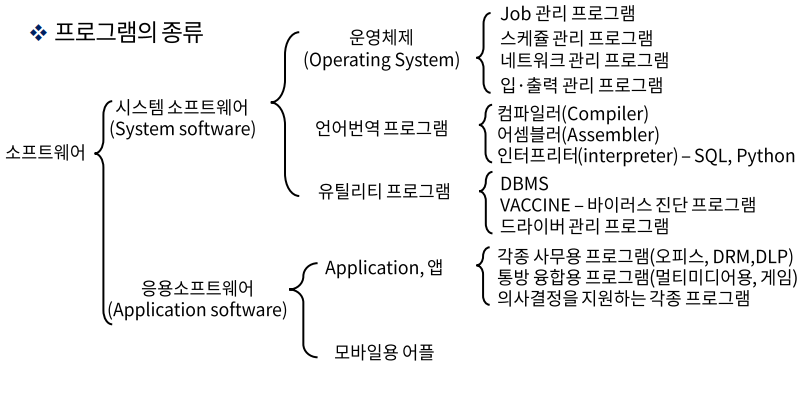 ❖ 프로그램의 종류
소프트웨어
시스템 소프트웨어
(System software)
운영체제
(Operating System)
Job 관리 프로그램
스케쥴 관리 프로그램
네트워크 관리 프로그램
입·출력 관리 프로그램
언어번역 프로그램
컴파일러(Compiler)
어셈블러(Assembler)
인터프리터(interpreter) – SQL, Python
유틸리티 프로그램
DBMS
VACCINE – 바이러스 진단 프로그램
드라이버 관리 프로그램
응용소프트웨어
(Application software)
Application, 앱
각종 사무용 프로그램(오피스, DRM,DLP)
통방 융합용 프로그램(멀티미디어용, 게임)
의사결정을 지원하는 각종 프로그램
모바일용 어플